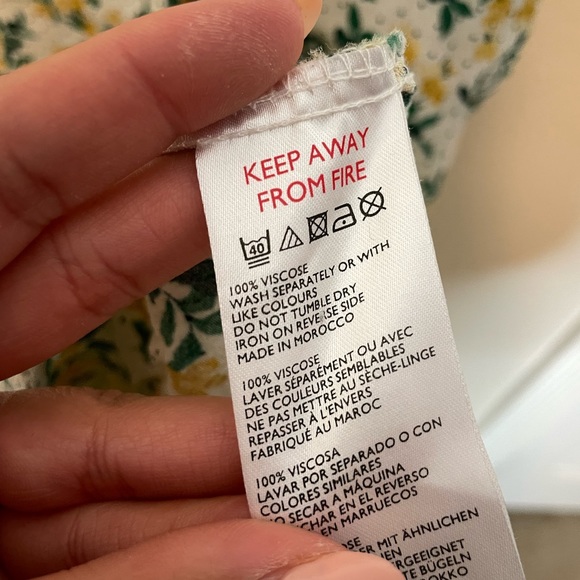 KEEP AWAY
FROM FIRE
40
100% VISCOSE
WASH SEPARATELY OR WITH
LIKE COLOURS
DO NOT TUMBLE DRY
IRON ON REVERSE SIDE
MADE IN MOROCCO
100% VISCOSE
LAVER SÉPARÉMENT OU AVEC
DES COULEURS SEMBLABLES
NE PAS METTRE AU SÈCHE-LINGE
REPASSER À L'ENVERS
FABRIQUÉ AU MAROC
100% VISCOSA
LAVAR POR SEPARADO O CON
COLORES SIMILARES
SECAR A MÁQUINA
EN EL REVERSO
EN MARRUECOS
MIT ÄHNLICHEN
BÜGELN